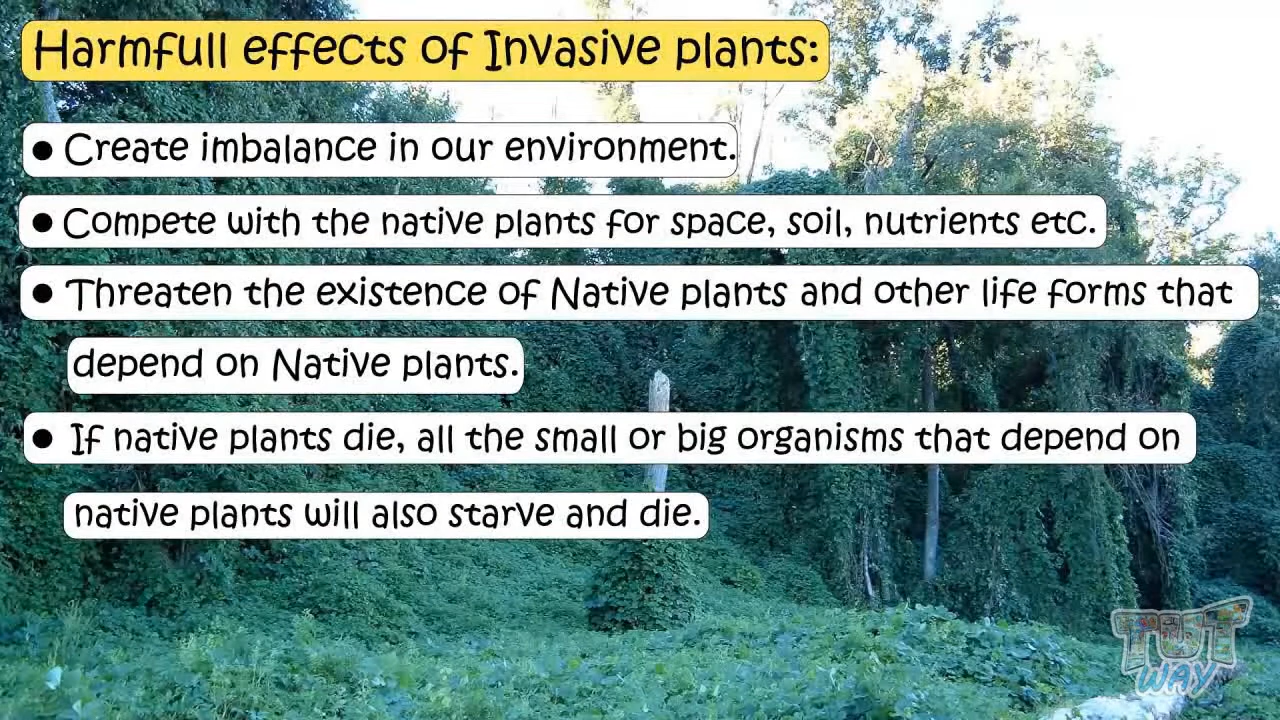 Harmfull effects of Invasive plants:
● Create imbalance in our environment.
● Compete with the native plants for space, soil, nutrients etc.
● Threaten the existence of Native plants and other life forms that
depend on Native plants.
● If native plants die, all the small or big organisms that depend on
native plants will also starve and die.
TUT
WAY